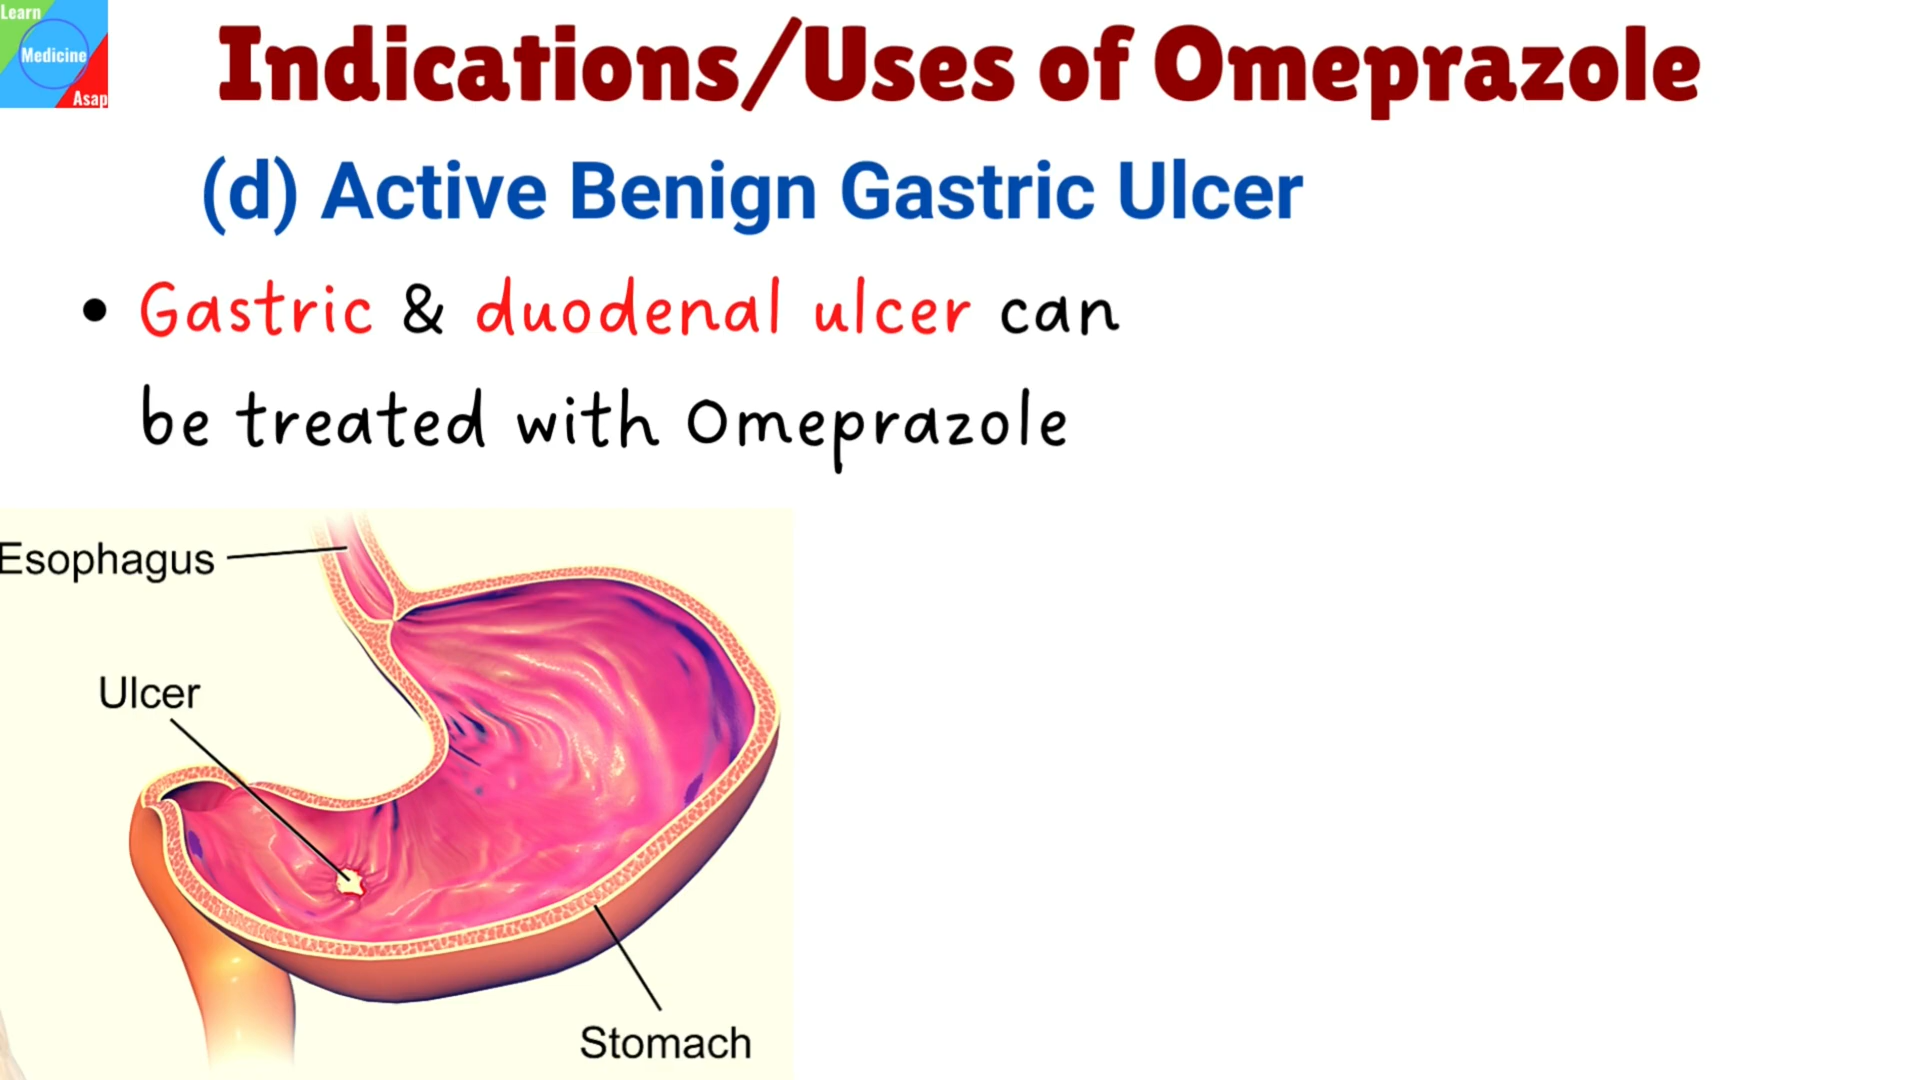 Learn
Medicine
Asap
Indications/Uses of Omeprazole
(d) Active Benign Gastric Ulcer
• Gastric & duodenal ulcer can
be treated with Omeprazole
Esophagus
Ulcer
Stomach